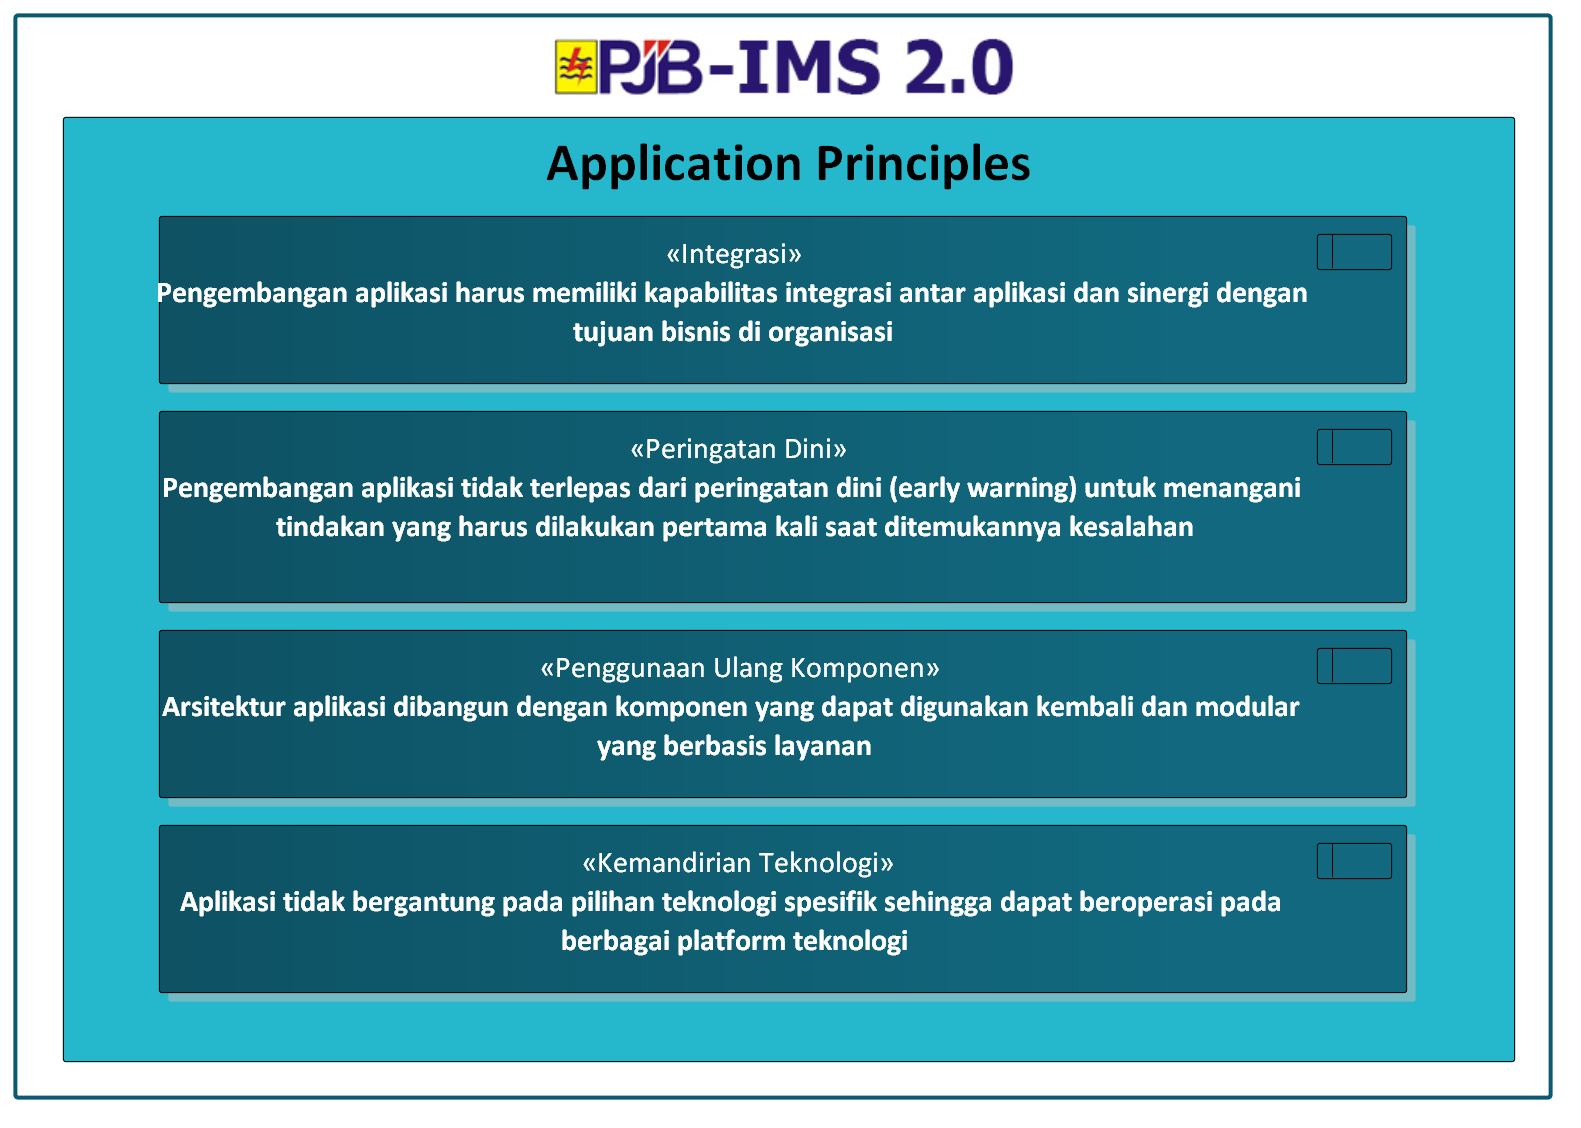 PJB-IMS 2.0
Application Principles
«Integrasi»
Pengembangan aplikasi harus memiliki kapabilitas integrasi antar aplikasi dan sinergi dengan
tujuan bisnis di organisasi
«Peringatan Dini»
Pengembangan aplikasi tidak terlepas dari peringatan dini (early warning) untuk menangani
tindakan yang harus dilakukan pertama kali saat ditemukannya kesalahan
«Penggunaan Ulang Komponen»
Arsitektur aplikasi dibangun dengan komponen yang dapat digunakan kembali dan modular
yang berbasis layanan
«Kemandirian Teknologi»
Aplikasi tidak bergantung pada pilihan teknologi spesifik sehingga dapat beroperasi pada
berbagai platform teknologi